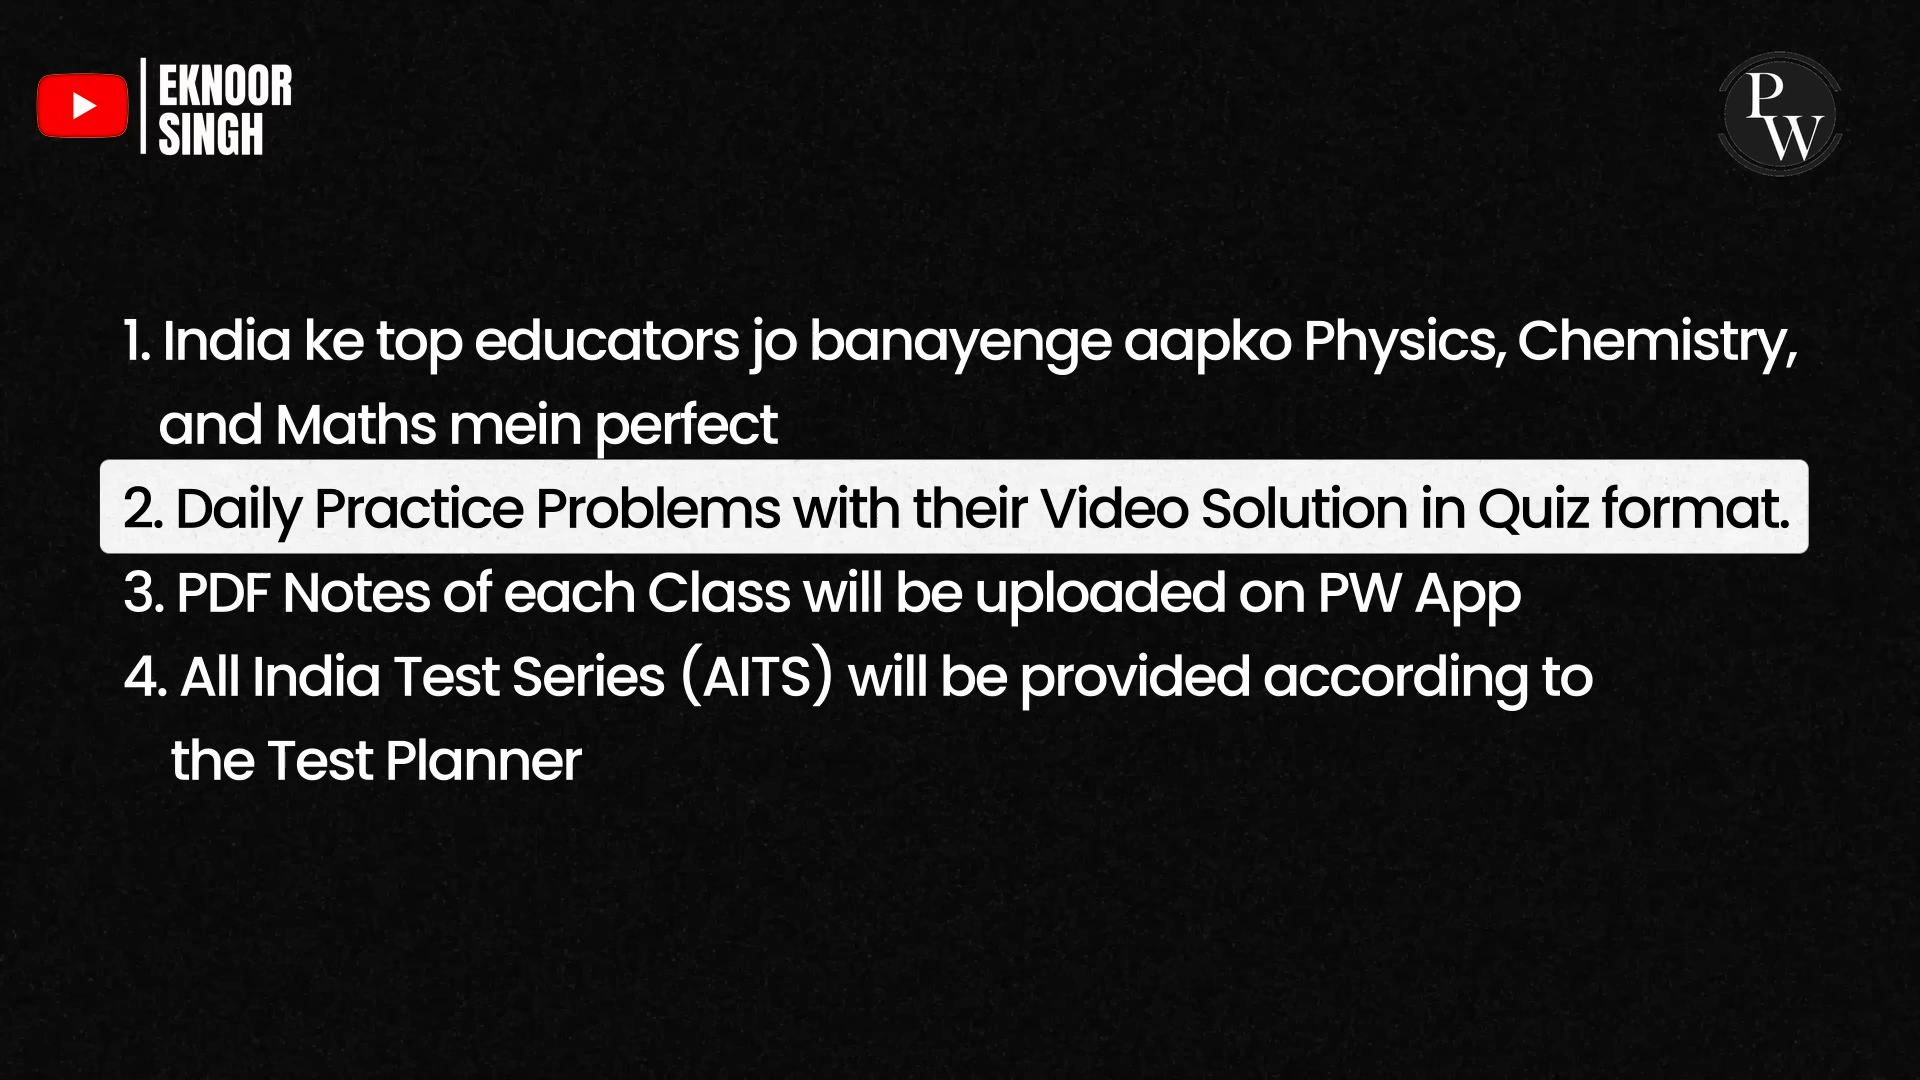 EKNOOR
SINGH
PW
1. India ke top educators jo banayenge aapko Physics, Chemistry,
and Maths mein perfect
2. Daily Practice Problems with their Video Solution in Quiz format.
3. PDF Notes of each Class will be uploaded on PW App
4. All India Test Series (AITS) will be provided according to
the Test Planner